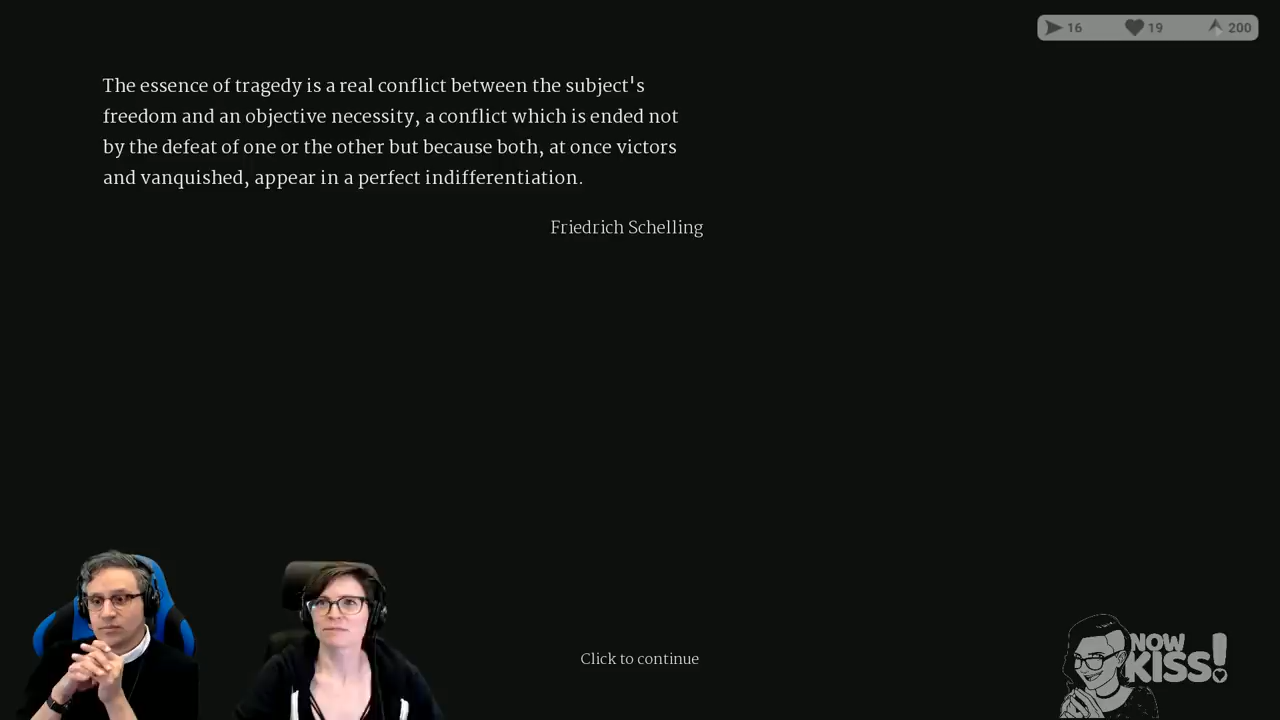 16 19 200
The essence of tragedy is a real conflict between the subject's
freedom and an objective necessity, a conflict which is ended not
by the defeat of one or the other but because both, at once victors
and vanquished, appear in a perfect indifferentiation.
Friedrich Schelling
Click to continue
NOW
KISS!